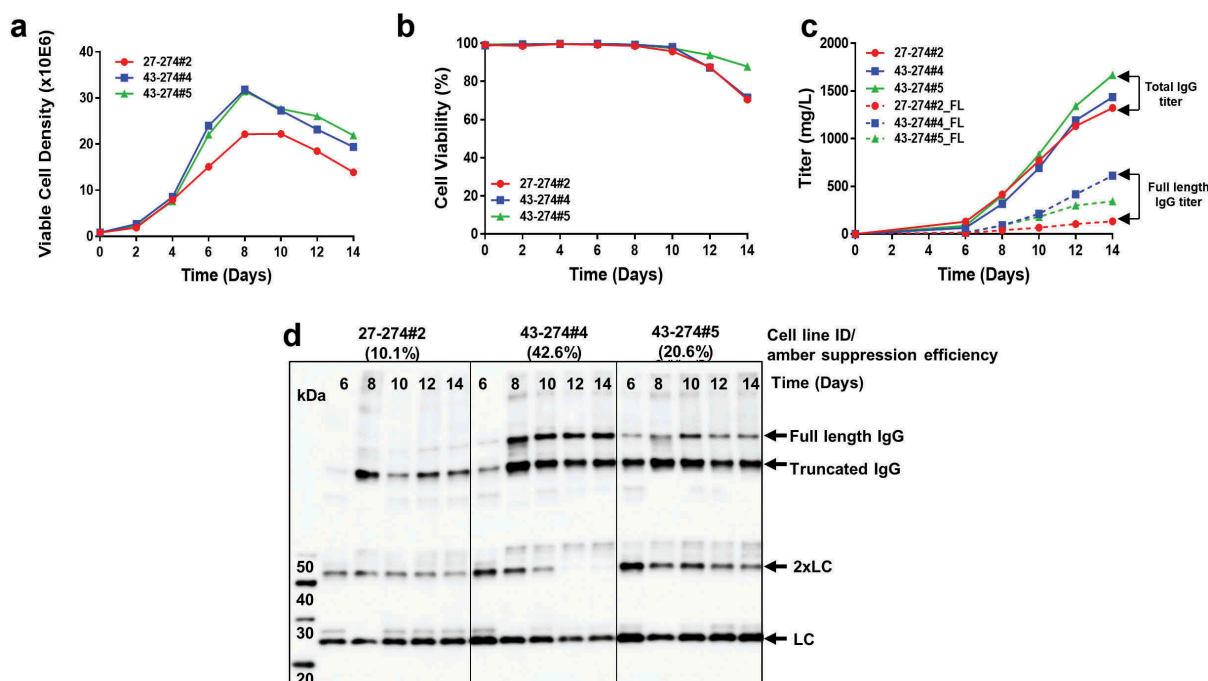 a
Viable Cell Density (x10E6)
40
30
20
10
0
27-274#2
43-274#4
43-274#5
0 2 4 6 8 10 12 14
Time (Days)
b
Cell Viability (%)
100
80
60
40
20
0
27-274#2
43-274#4
43-274#5
0 2 4 6 8 10 12 14
Time (Days)
c
Titer (mg/L)
2000
1500
1000
500
0
27-274#2
43-274#4
43-274#5
27-274#2_FL
43-274#4_FL
43-274#5_FL
Total IgG
titer
Full length
IgG titer
0 2 4 6 8 10 12 14
Time (Days)
d
27-274#2 43-274#4 43-274#5 Cell line ID/
(10.1%) (42.6%) (20.6%) amber suppression efficiency
6 8 10 12 14 6 8 10 12 14 6 8 10 12 14 Time (Days)
kDa
Full length IgG
Truncated IgG
50
2xLC
40
30
LC
20